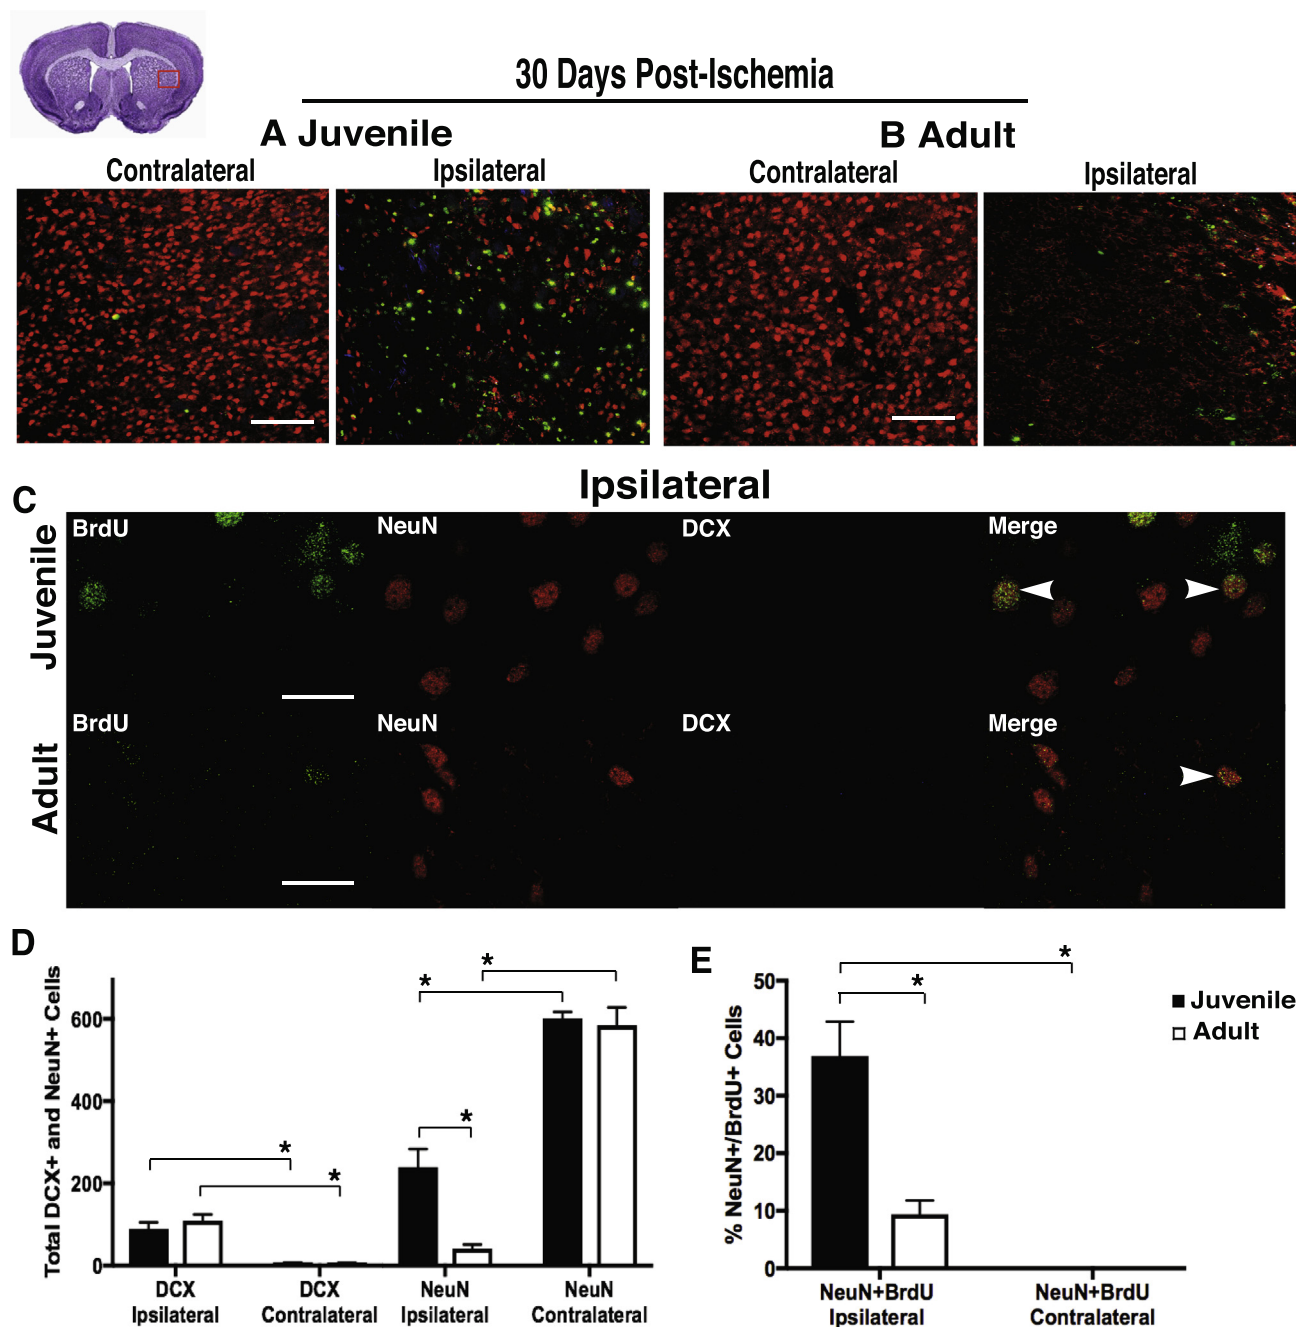 30 Days Post-Ischemia
A Juvenile
B Adult
Contralateral
Ipsilateral
Contralateral
Ipsilateral
Ipsilateral
C
Juvenile
BrdU
NeuN
DCX
Merge
Adult
BrdU
NeuN
DCX
Merge
D
Total DCX+ and NeuN+ Cells
600
400
200
0
*
*
*
*
*
DCX
Ipsilateral
DCX
Contralateral
NeuN
Ipsilateral
NeuN
Contralateral
E
% NeuN+/BrdU+ Cells
50
40
30
20
10
0
*
*
NeuN+BrdU
Ipsilateral
NeuN+BrdU
Contralateral
Juvenile
Adult